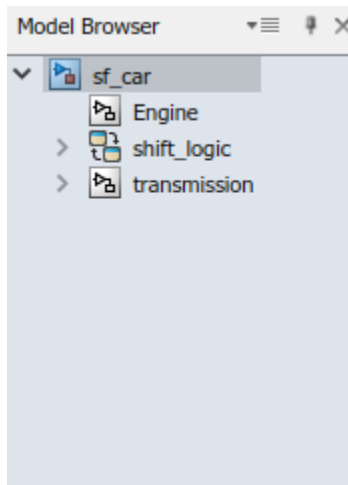 Model Browser
sf_car
Engine
shift_logic
transmission